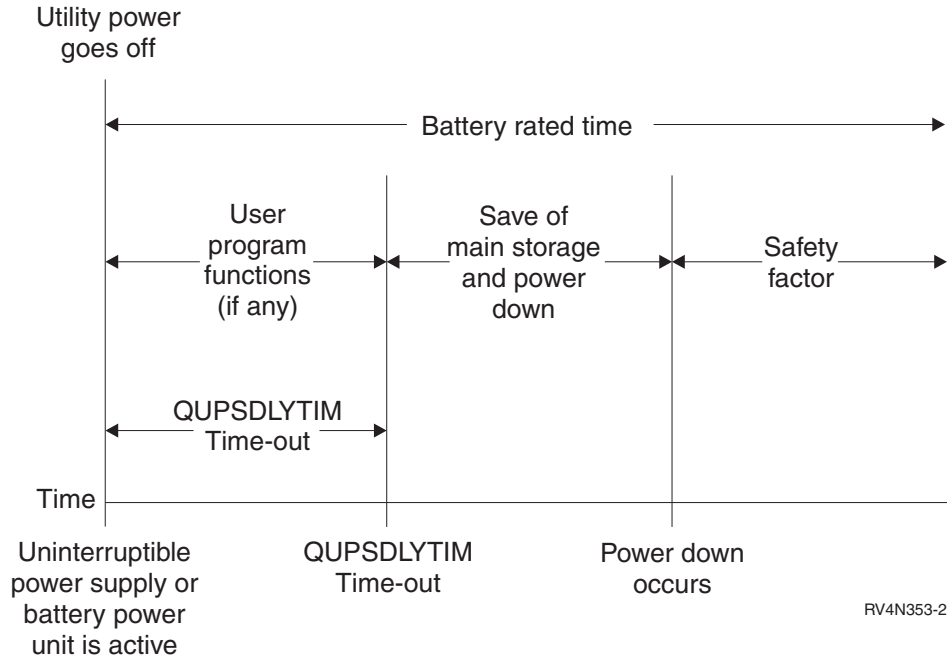 Utility power
goes off
Battery rated time
User
program
functions
(if any)
Save of
main storage
and power
down
Safety
factor
QUPSDLYTIM
Time-out
Time
Uninterruptible
power supply or
battery power
unit is active
QUPSDLYTIM
Time-out
Power down
occurs
RV4N353-2